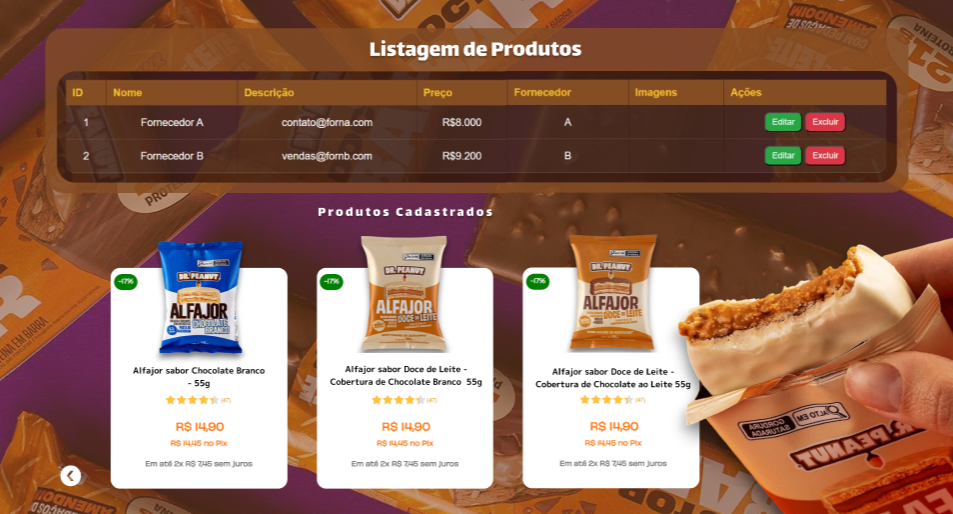 Listagem de Produtos
ID Nome Descrição Preço Fornecedor Imagens Ações
1 Fornecedor A contato@forna.com R$8.000 A Editar Excluir
2 Fornecedor B vendas@fornb.com R$9.200 B Editar Excluir
Produtos Cadastrados
-17%
DR. PEANUT
ALFAJOR
CHOCOLATE
BRANCO
Alfajor sabor Chocolate Branco
- 55g
(47)
R$ 14,90
R$ 14,45 no Pix
Em até 2x R$ 7,45 sem juros
-17%
DR. PEANUT
ALFAJOR
DOCE DE LEITE
Alfajor sabor Doce de Leite -
Cobertura de Chocolate Branco 55g
(47)
R$ 14,90
R$ 14,45 no Pix
Em até 2x R$ 7,45 sem juros
-17%
DR. PEANUT
ALFAJOR
DOCE DE LEITE
Alfajor sabor Doce de Leite -
Cobertura de Chocolate ao Leite 55g
(47)
R$ 14,90
R$ 14,45 no Pix
Em até 2x R$ 7,45 sem juros
ALTO EM
GORDURA
SATURADA
DR. PEANUT